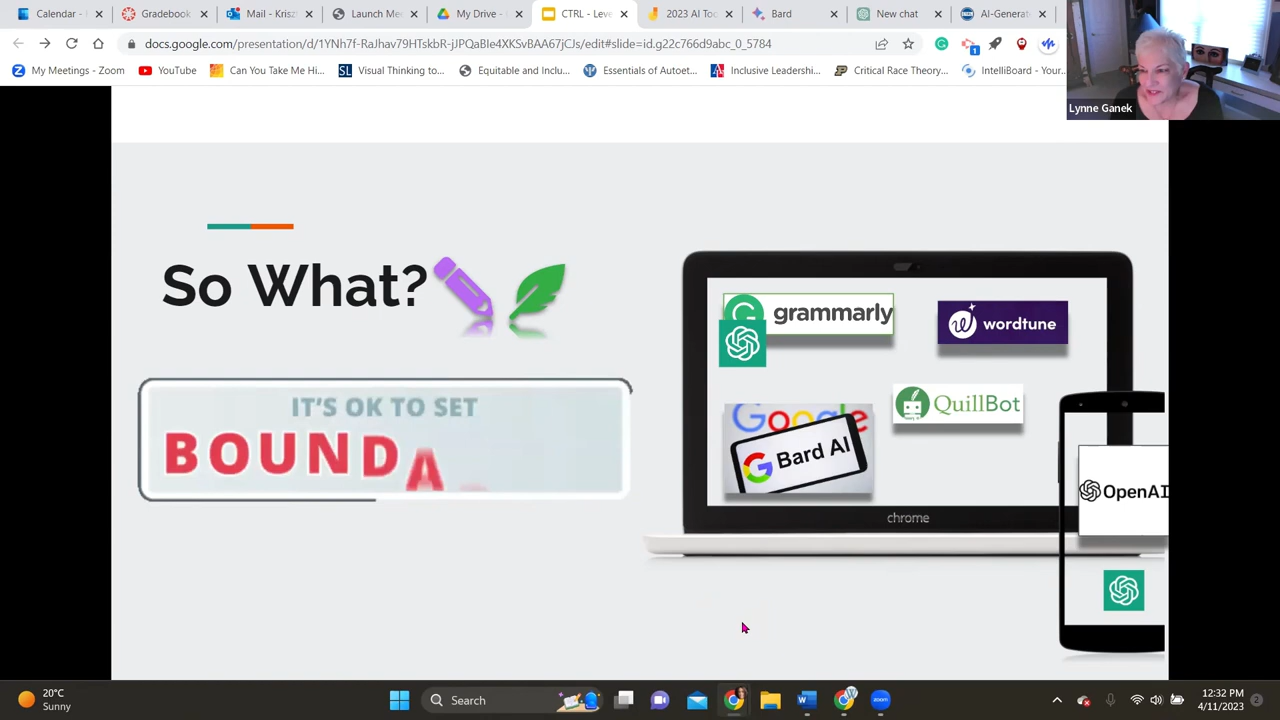 Calendar - K
Gradebook
Mail - Krisz
Launch Me
My Drive -
CTRL - Leve
2023 AI Too
Bard
New chat
AI-Generat
docs.google.com/presentation/d/1YNh7f-RaJhav79HTskbR-jJPQaBIe4XKSvBAA67jCJs/edit#slide=id.g22c766d9abc_0_5784
My Meetings - Zoom
YouTube
Can You Take Me Hi...
Visual Thinking to...
Equitable and Inclu...
Essentials of Autoet...
Inclusive Leadershi...
Critical Race Theory...
IntelliBoard - Your...
Lynne Ganek
So What?
IT'S OK TO SET
BOUNDA
grammarly
wordtune
QuillBot
Google
Bard AI
OpenAI
chrome
20°C
Sunny
Search
12:32 PM
4/11/2023